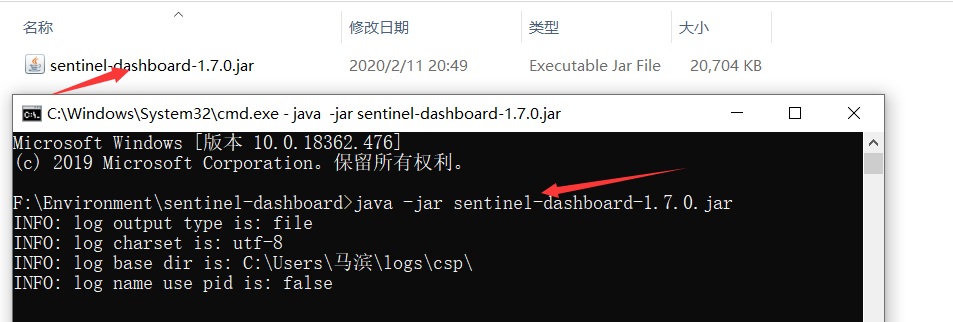 名称 修改日期 类型 大小
sentinel-dashboard-1.7.0.jar 2020/2/11 20:49 Executable Jar File 20,704 KB
C:\Windows\System32\cmd.exe - java  -jar sentinel-dashboard-1.7.0.jar
Microsoft Windows [版本 10.0.18362.476]
(c) 2019 Microsoft Corporation。保留所有权利。
F:\Environment\sentinel-dashboard>java -jar sentinel-dashboard-1.7.0.jar
INFO: log output type is: file
INFO: log charset is: utf-8
INFO: log base dir is: C:\Users\马滨\logs\csp\
INFO: log name use pid is: false